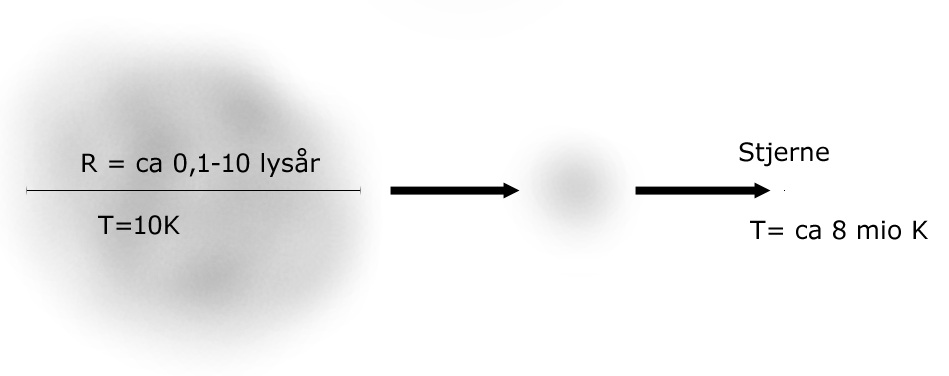 R = ca 0,1-10 lysår
T=10K
Stjerne
T= ca 8 mio K